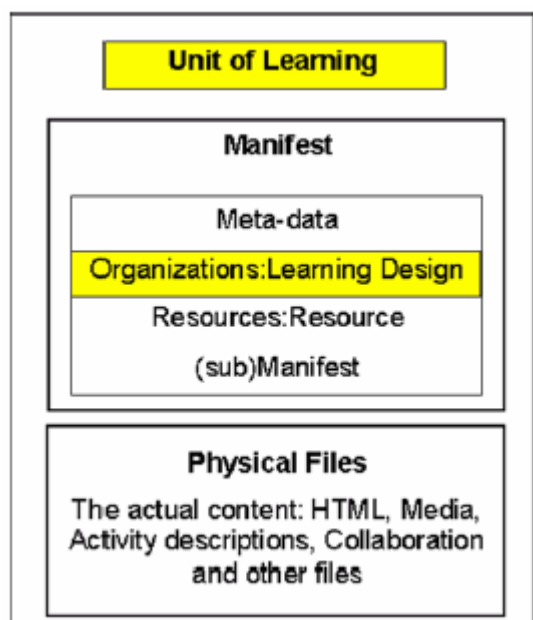 Unit of Learning
Manifest
Meta-data
Organizations:Learning Design
Resources:Resource
(sub)Manifest
Physical Files
The actual content: HTML, Media,
Activity descriptions, Collaboration
and other files